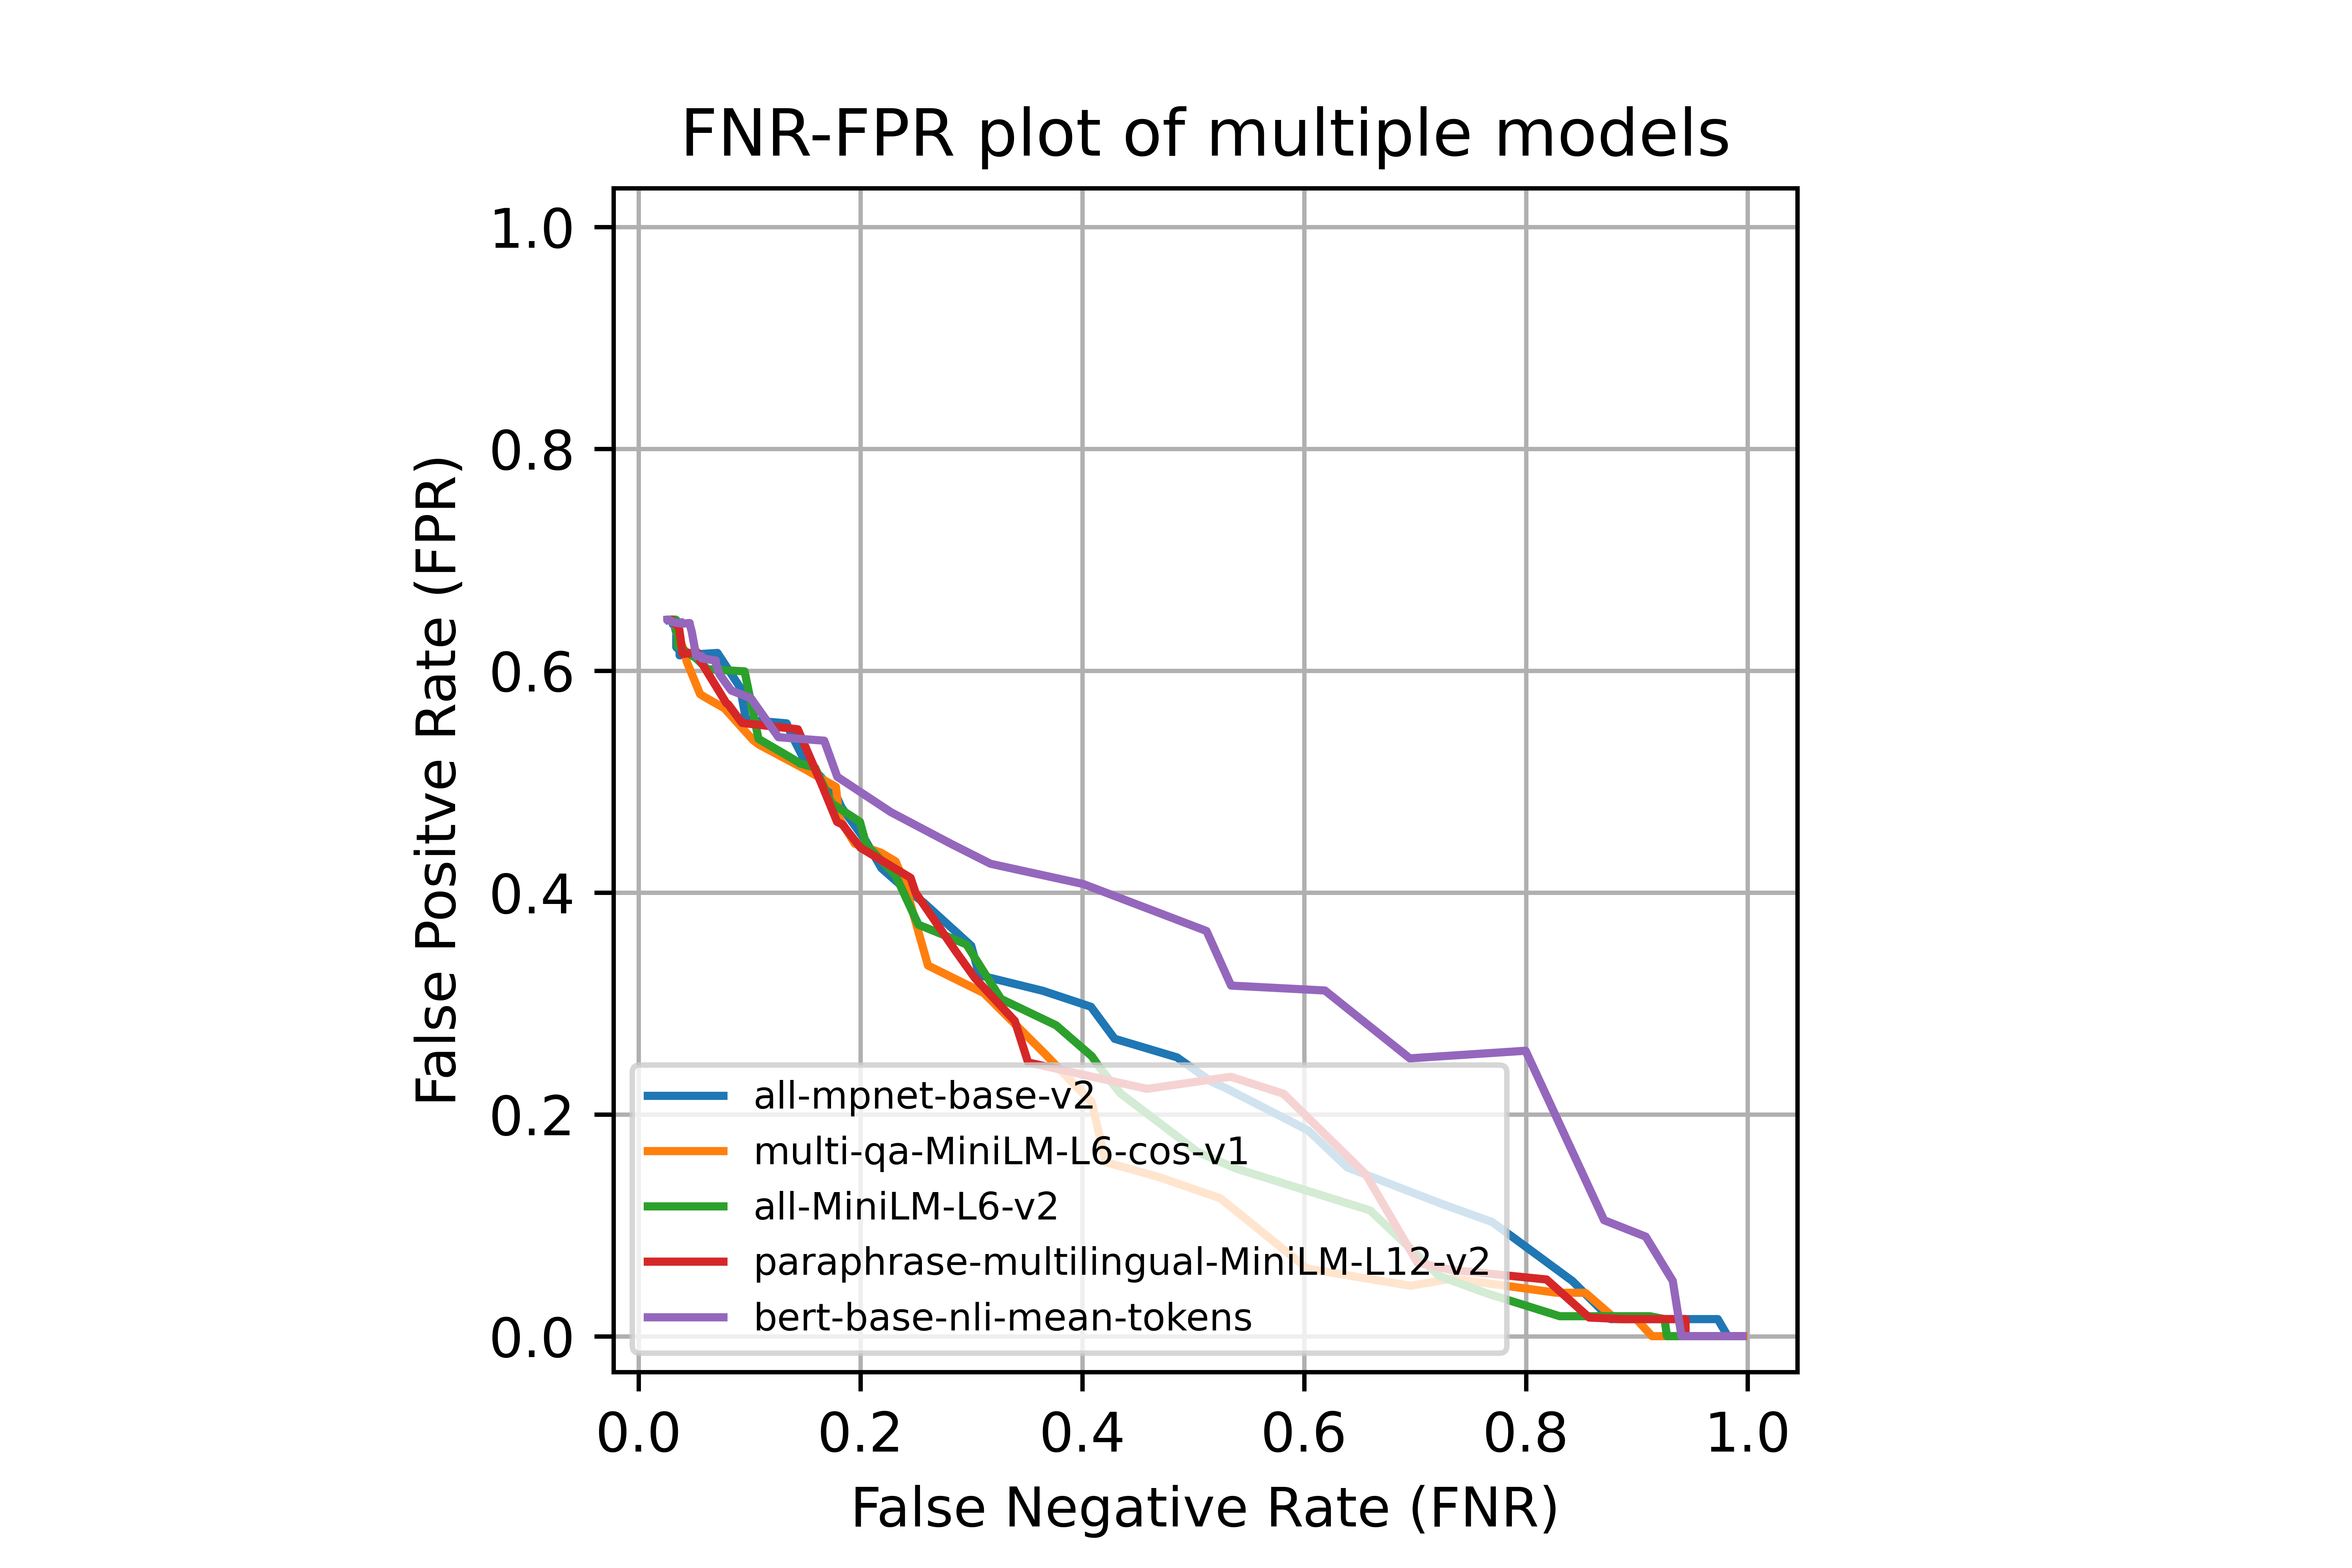 FNR-FPR plot of multiple models
1.0
0.8
0.6
0.4
0.2
0.0
False Positve Rate (FPR)
all-mpnet-base-v2
multi-qa-MiniLM-L6-cos-v1
all-MiniLM-L6-v2
paraphrase-multilingual-MiniLM-L12-v2
bert-base-nli-mean-tokens
0.0 0.2 0.4 0.6 0.8 1.0
False Negative Rate (FNR)